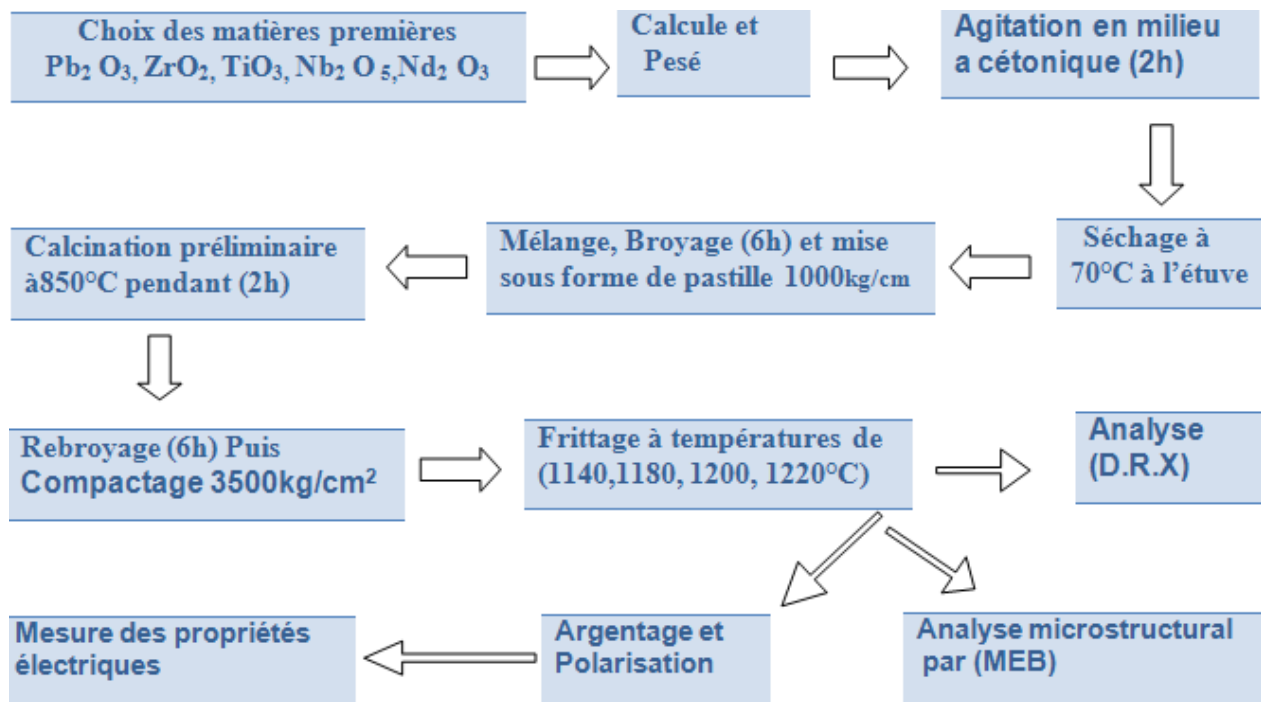 Choix des matières premières
Pb₂ O₃, ZrO₂, TiO₃, Nb₂ O ₅,Nd₂ O₃
Calcule et
Pesé
Agitation en milieu
a cétonique (2h)
Séchage à
70°C à l'étuve
Mélange, Broyage (6h) et mise
sous forme de pastille 1000kg/cm
Calcination préliminaire
à850°C pendant (2h)
Rebroyage (6h) Puis
Compactage 3500kg/cm²
Frittage à températures de
(1140,1180, 1200, 1220°C)
Analyse
(D.R.X)
Mesure des propriétés
électriques
Argentage et
Polarisation
Analyse microstructural
par (MEB)